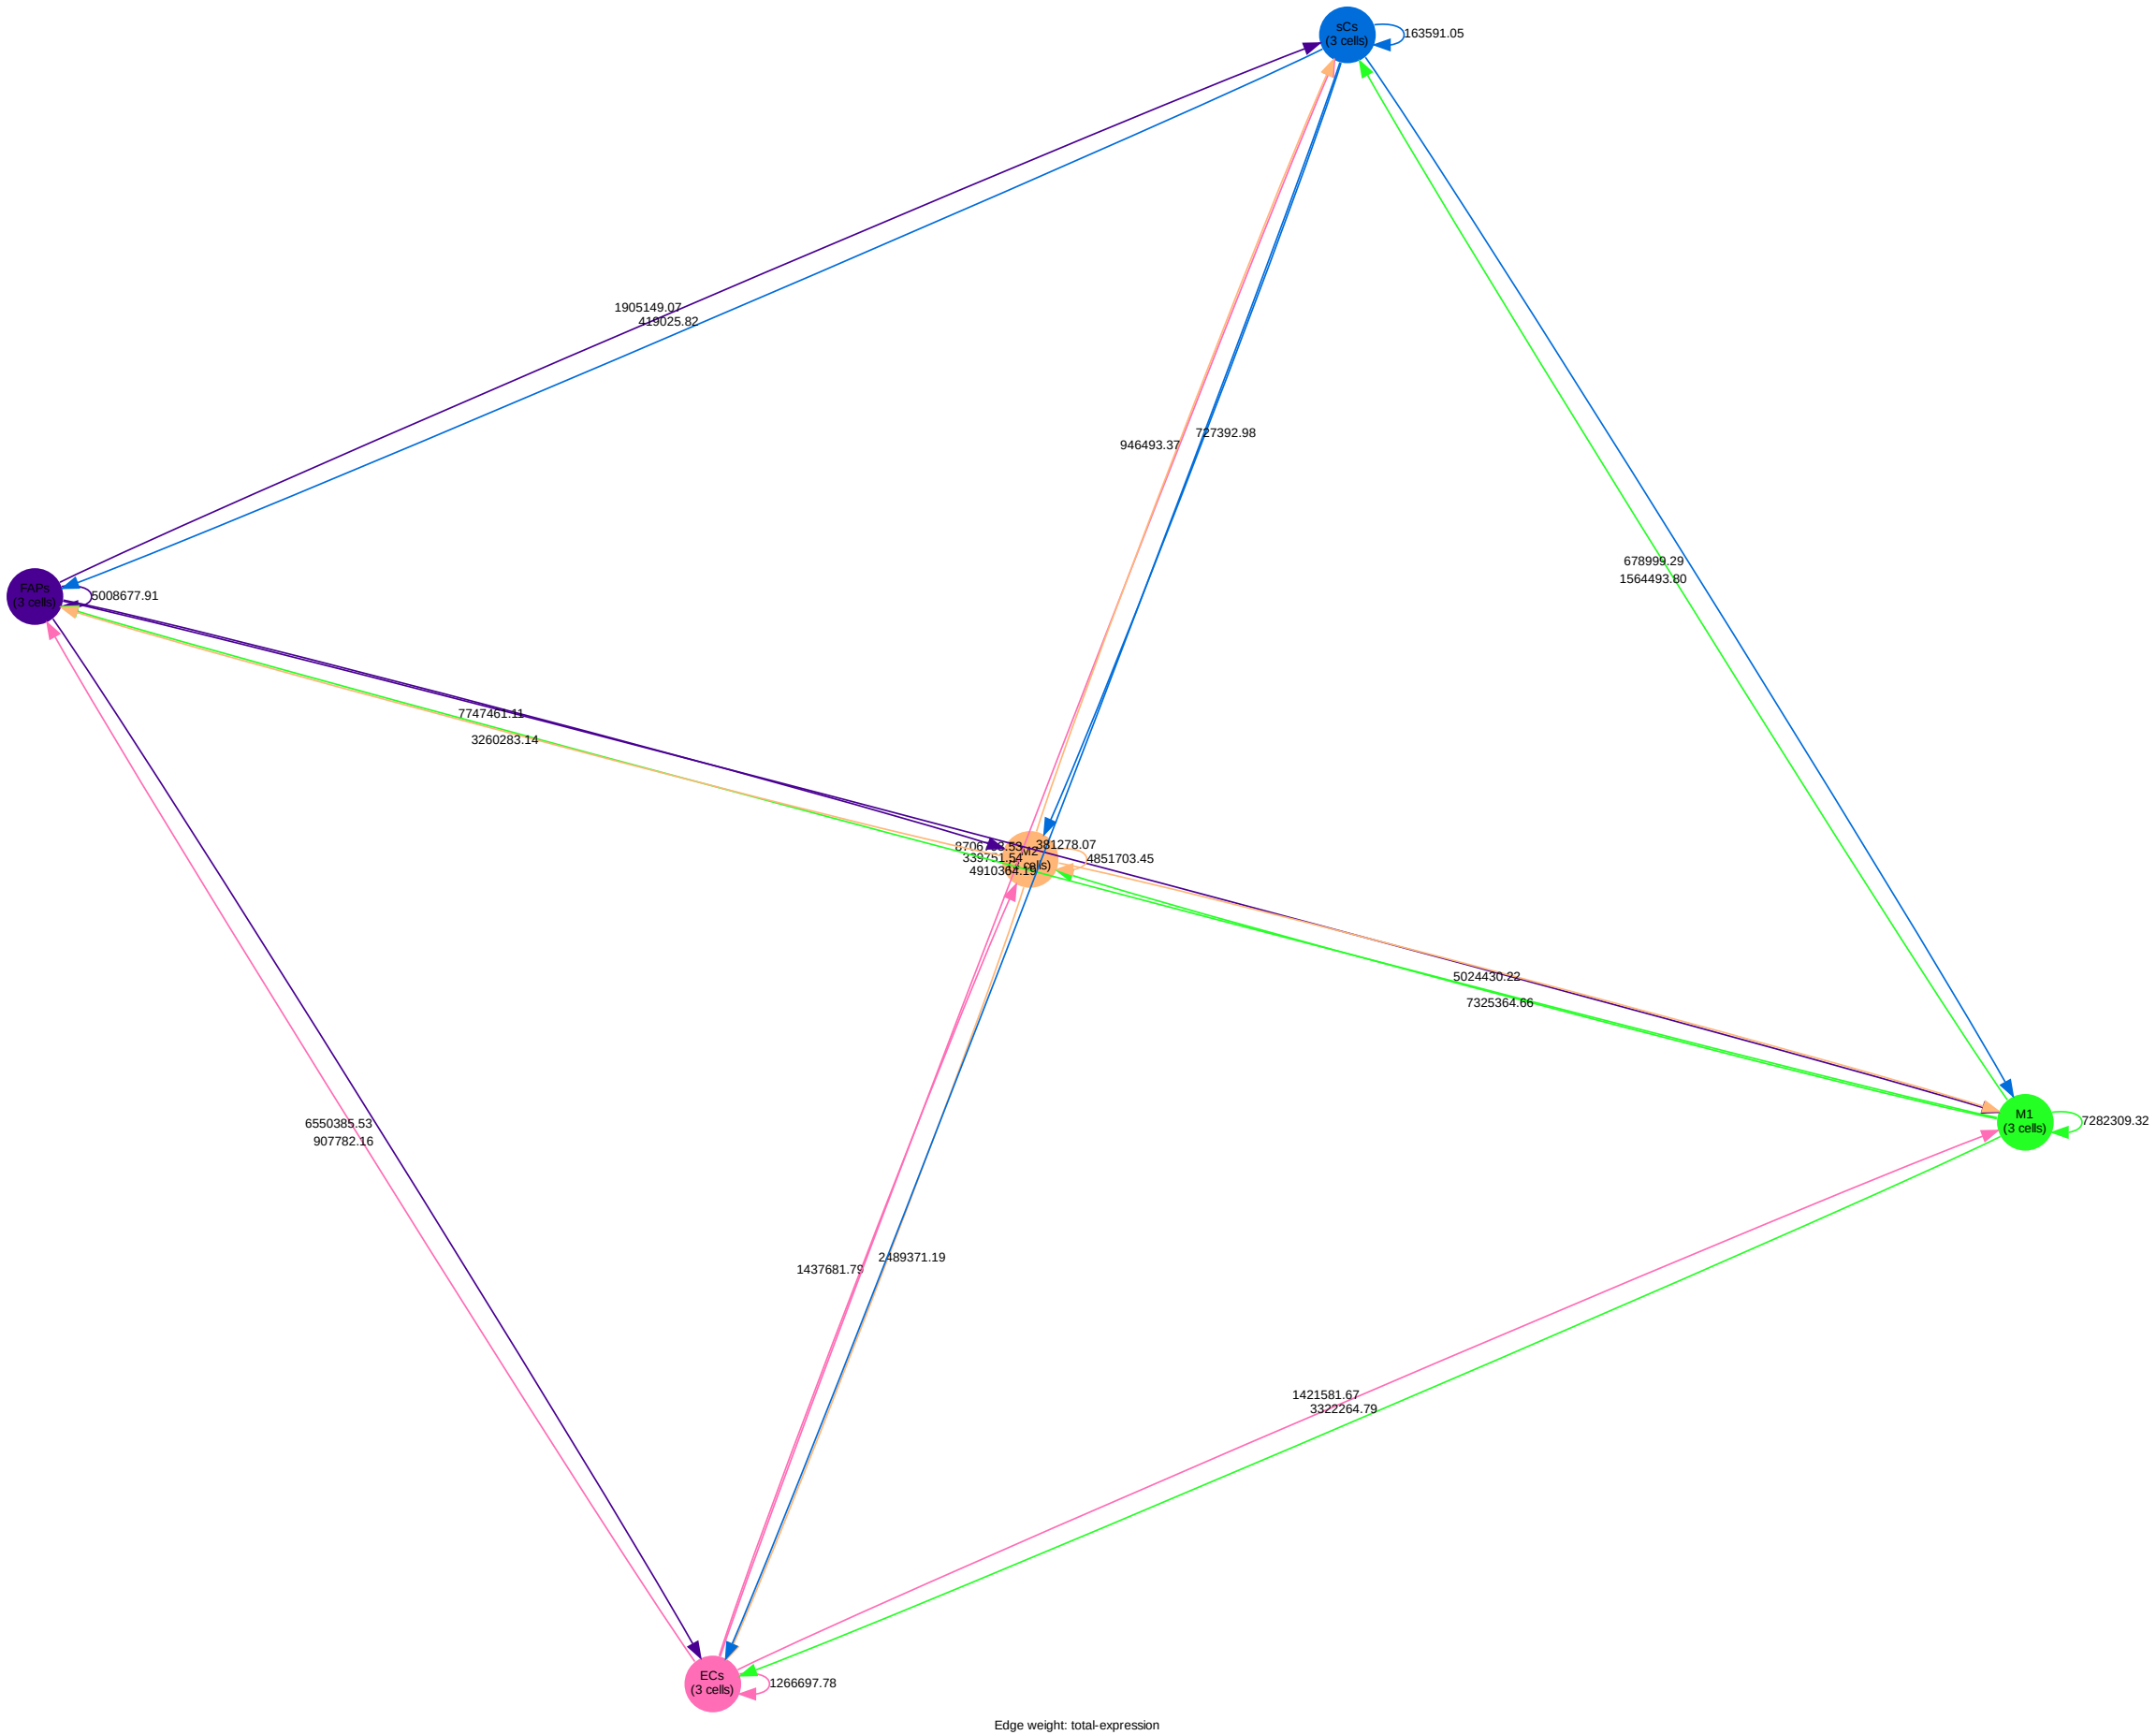 sCs
(3 cells)
163591.05
1905149.07
419025.82
946493.37
727392.98
678999.29
1564493.80
FAPs
(3 cells)
5008677.91
7747461.11
3260283.14
381278.07
339751.54
M2
cells)
4851703.45
4910364.19
5024430.22
7325364.66
M1
(3 cells)
7282309.32
6550385.53
907782.16
2489371.19
1437681.79
1421581.67
3322264.79
ECs
(3 cells)
1266697.78
Edge weight: total-expression